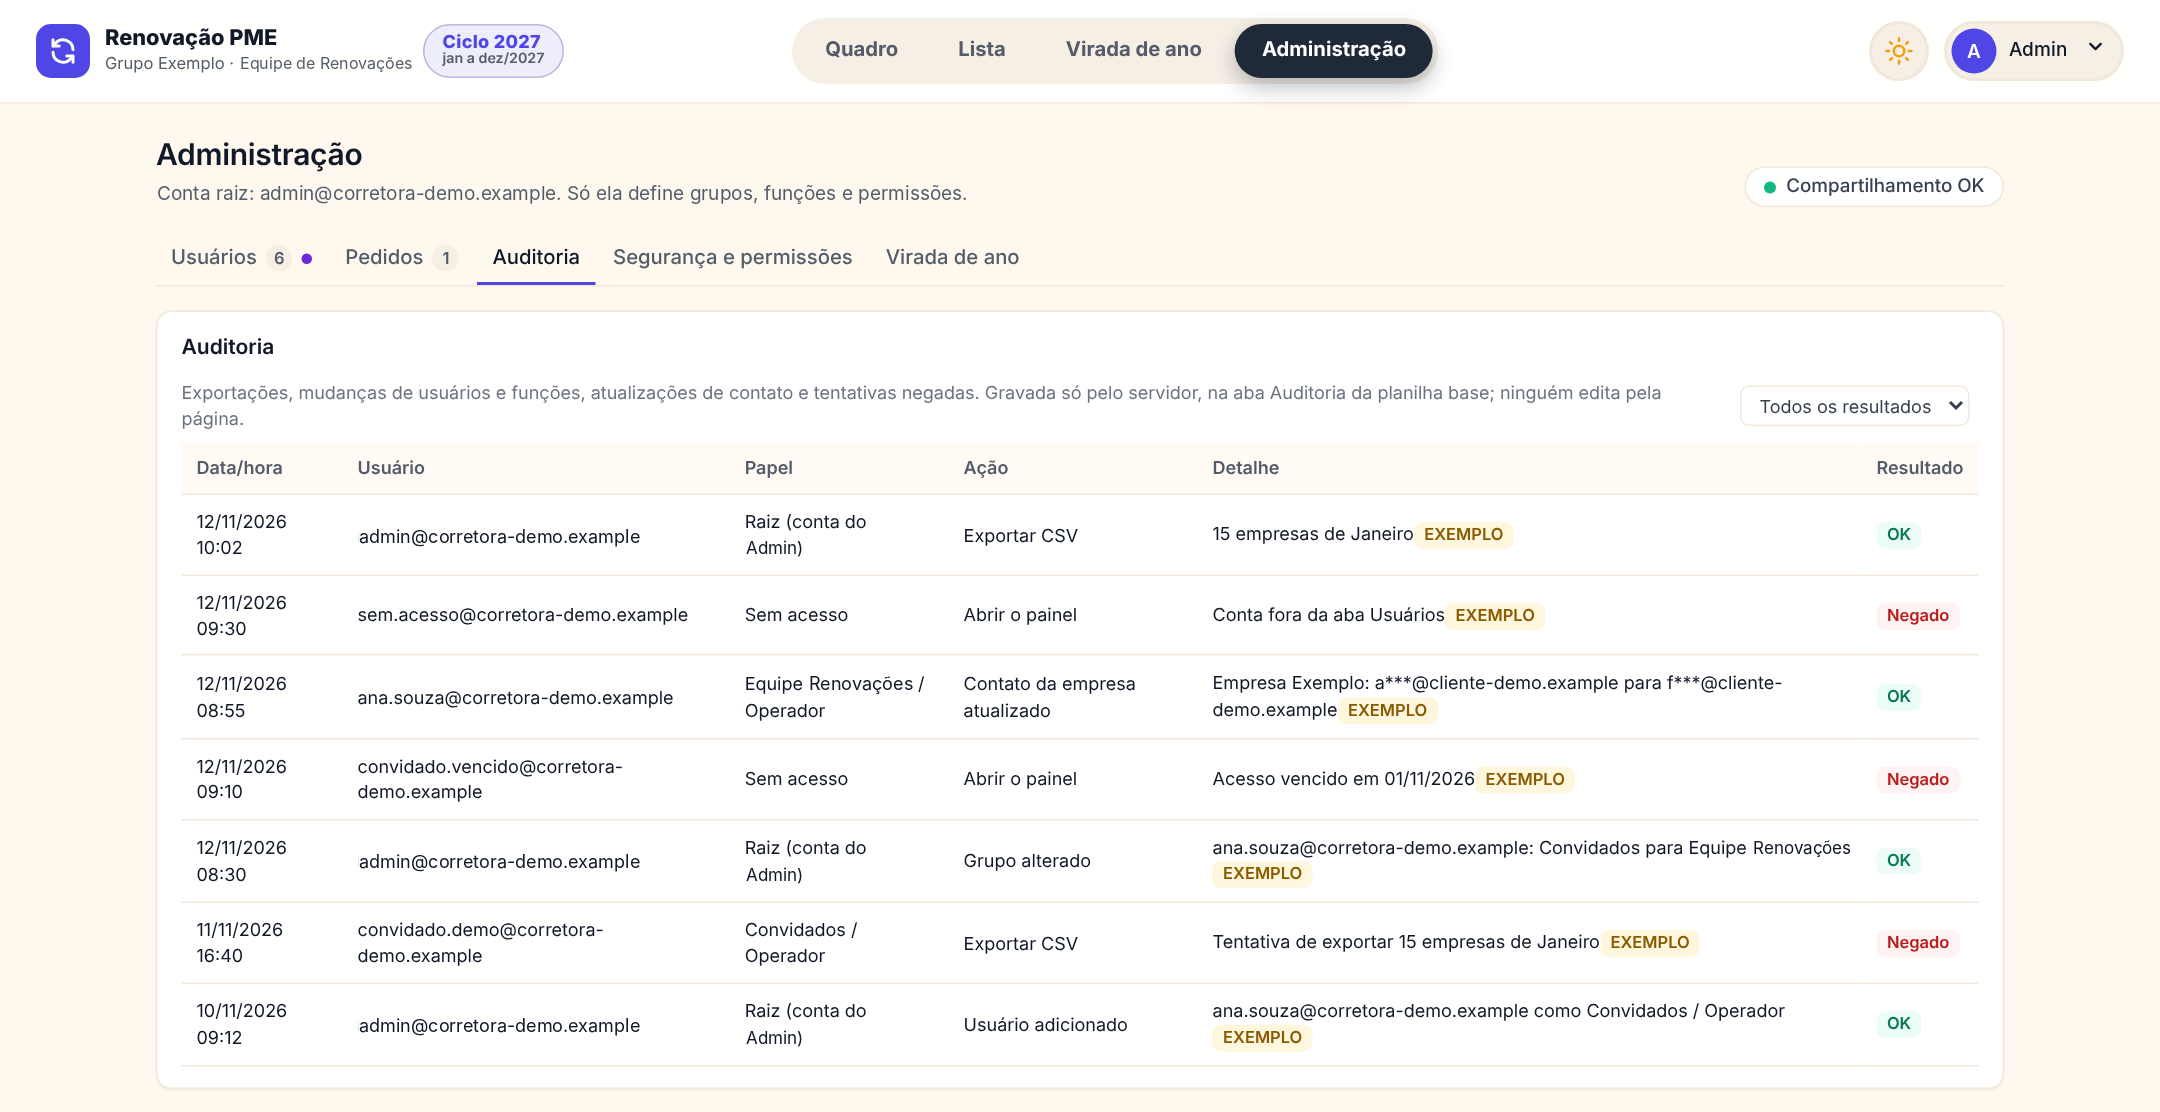 Renovação PME
Grupo Exemplo · Equipe de Renovações
Ciclo 2027
jan a dez/2027
Quadro
Lista
Virada de ano
Administração
A
Admin
Administração
Conta raiz: admin@corretora-demo.example. Só ela define grupos, funções e permissões.
Compartilhamento OK
Usuários 6
Pedidos 1
Auditoria
Segurança e permissões
Virada de ano
Auditoria
Exportações, mudanças de usuários e funções, atualizações de contato e tentativas negadas. Gravada só pelo servidor, na aba Auditoria da planilha base; ninguém edita pela
página.
Todos os resultados
Data/hora Usuário Papel Ação Detalhe Resultado
12/11/2026
10:02
admin@corretora-demo.example
Raiz (conta do
Admin)
Exportar CSV
15 empresas de Janeiro EXEMPLO
OK
12/11/2026
09:30
sem.acesso@corretora-demo.example
Sem acesso
Abrir o painel
Conta fora da aba Usuários EXEMPLO
Negado
12/11/2026
08:55
ana.souza@corretora-demo.example
Equipe Renovações /
Operador
Contato da empresa
atualizado
Empresa Exemplo: a***@cliente-demo.example para f***@cliente-
demo.example EXEMPLO
OK
12/11/2026
09:10
convidado.vencido@corretora-
demo.example
Sem acesso
Abrir o painel
Acesso vencido em 01/11/2026 EXEMPLO
Negado
12/11/2026
08:30
admin@corretora-demo.example
Raiz (conta do
Admin)
Grupo alterado
ana.souza@corretora-demo.example: Convidados para Equipe Renovações
EXEMPLO
OK
11/11/2026
16:40
convidado.demo@corretora-
demo.example
Convidados /
Operador
Exportar CSV
Tentativa de exportar 15 empresas de Janeiro EXEMPLO
Negado
10/11/2026
09:12
admin@corretora-demo.example
Raiz (conta do
Admin)
Usuário adicionado
ana.souza@corretora-demo.example como Convidados / Operador
EXEMPLO
OK